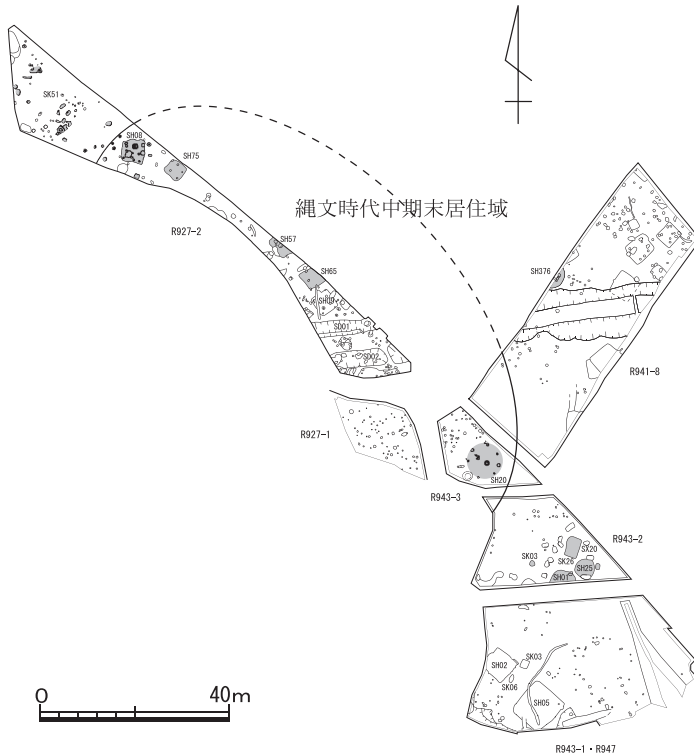 SK51
SH08
SH75
縄文時代中期末居住域
R927-2
SH57
SH65
SH09
SD01
SD02
SH376
R941-8
R927-1
SH20
R943-3
R943-2
SK03
SX20
SK26
SH25
SH01
SK03
SH02
SK06
SH05
0 40m
R943-1・R947